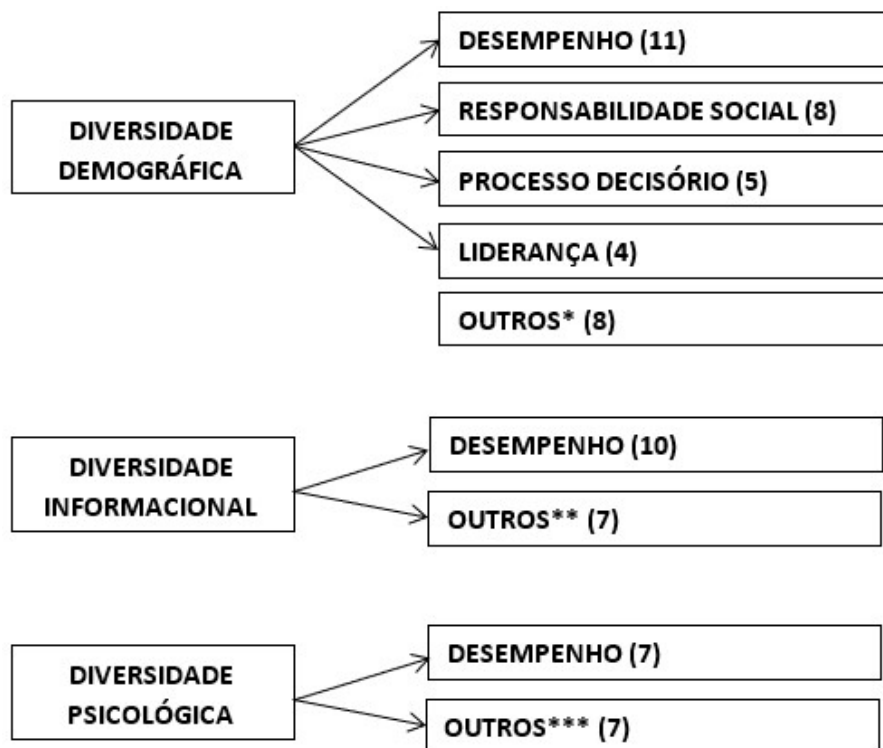 DIVERSIDADE
DEMOGRÁFICA
DESEMPENHO (11)
RESPONSABILIDADE SOCIAL (8)
PROCESSO DECISÓRIO (5)
LIDERANÇA (4)
OUTROS* (8)
DIVERSIDADE
INFORMACIONAL
DESEMPENHO (10)
OUTROS** (7)
DIVERSIDADE
PSICOLÓGICA
DESEMPENHO (7)
OUTROS*** (7)